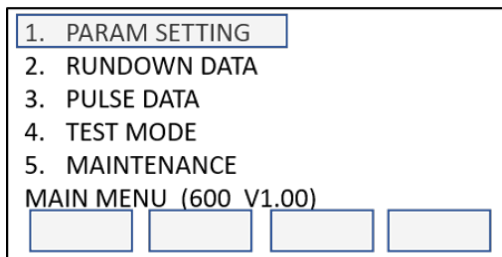 1. PARAM SETTING
2. RUNDOWN DATA
3. PULSE DATA
4. TEST MODE
5. MAINTENANCE
MAIN MENU (600 V1.00)